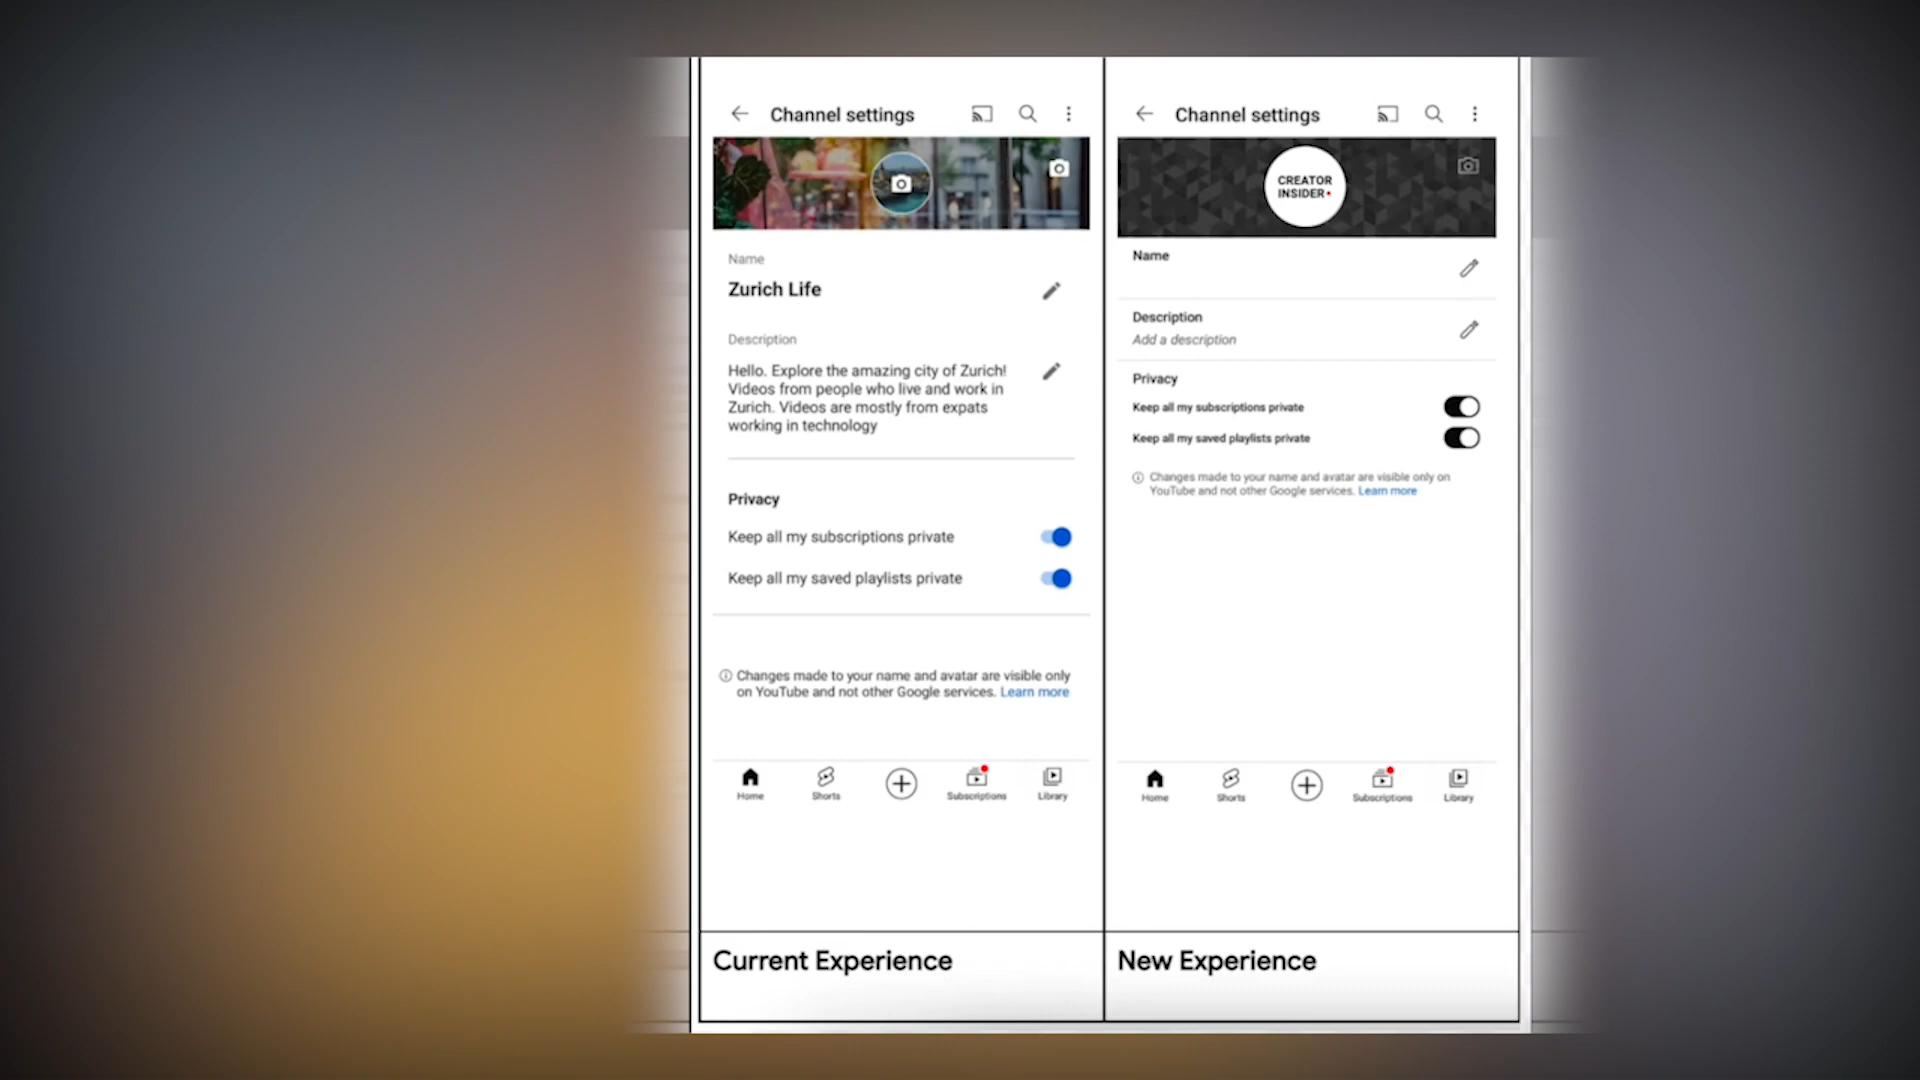 Channel settings
Name
Zurich Life
Description
Hello. Explore the amazing city of Zurich!
Videos from people who live and work in
Zurich. Videos are mostly from expats
working in technology
Privacy
Keep all my subscriptions private
Keep all my saved playlists private
Changes made to your name and avatar are visible only
on YouTube and not other Google services. Learn more
Home
Shorts
Subscriptions
Library
Current Experience
Channel settings
CREATOR
INSIDER
Name
Description
Add a description
Privacy
Keep all my subscriptions private
Keep all my saved playlists private
Changes made to your name and avatar are visible only on
YouTube and not other Google services. Learn more
Home
Shorts
Subscriptions
Library
New Experience